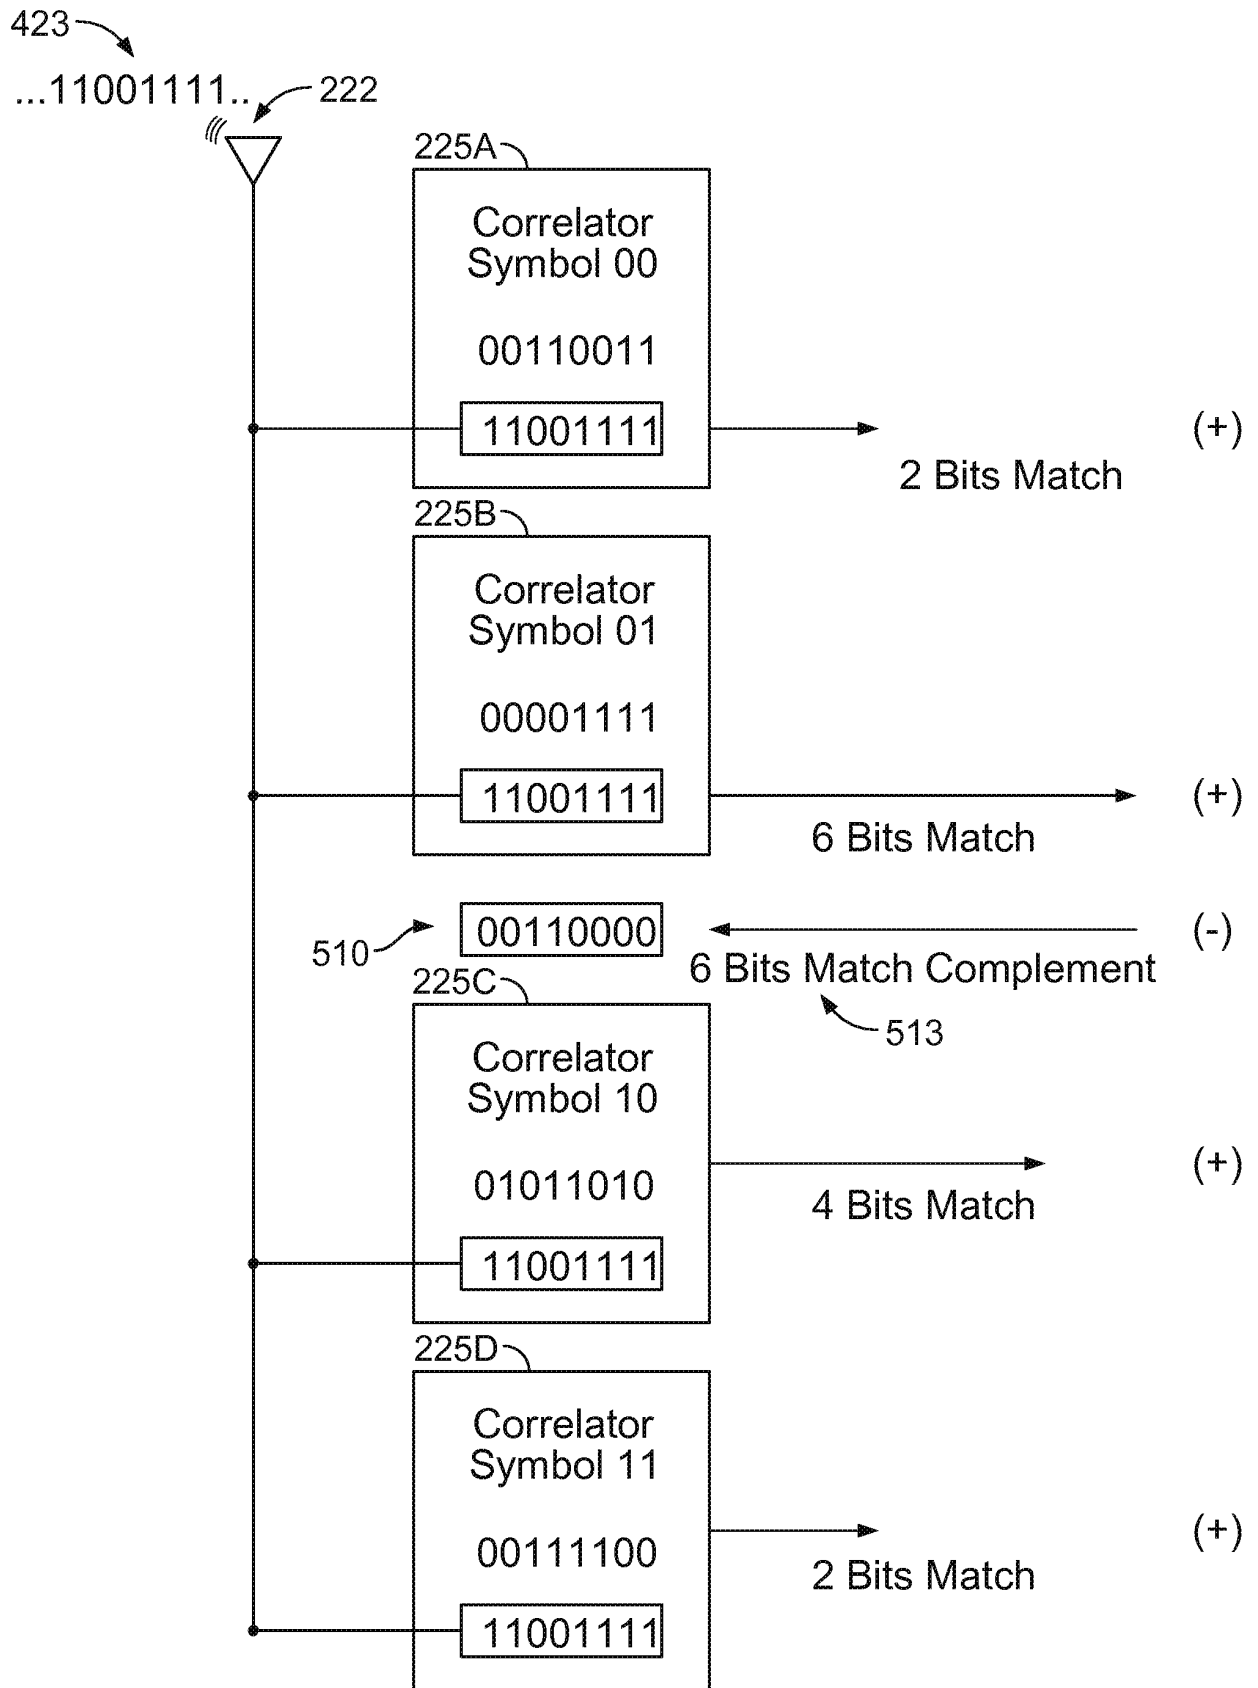 423
...11001111..
222
225A
Correlator
Symbol 00
00110011
11001111
(+)
2 Bits Match
225B
Correlator
Symbol 01
00001111
11001111
(+)
6 Bits Match
510
00110000
(-)
6 Bits Match Complement
513
225C
Correlator
Symbol 10
01011010
11001111
(+)
4 Bits Match
225D
Correlator
Symbol 11
00111100
11001111
(+)
2 Bits Match